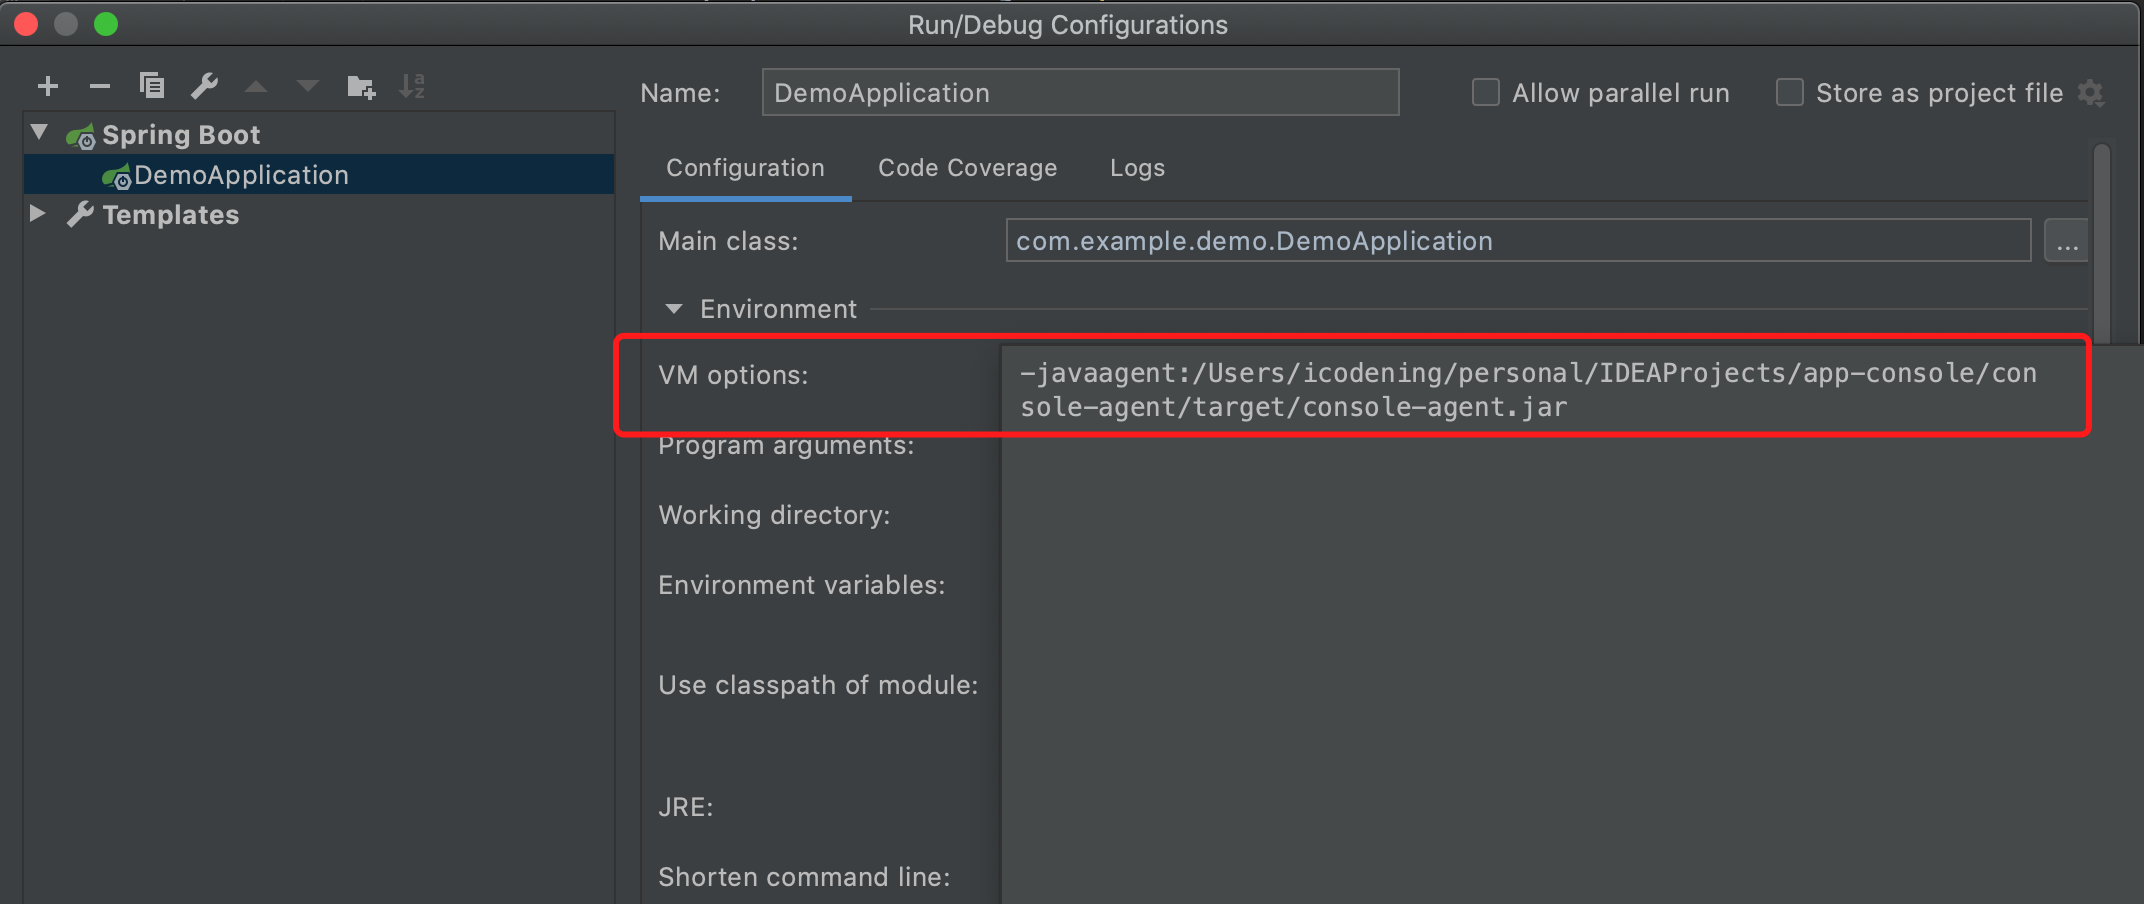 Run/Debug Configurations
Name: DemoApplication Allow parallel run Store as project file
Spring Boot
DemoApplication
Templates
Configuration Code Coverage Logs
Main class: com.example.demo.DemoApplication ...
Environment
VM options: -javaagent:/Users/icodening/personal/IDEAProjects/app-console/con
sole-agent/target/console-agent.jar
Program arguments:
Working directory:
Environment variables:
Use classpath of module:
JRE:
Shorten command line: